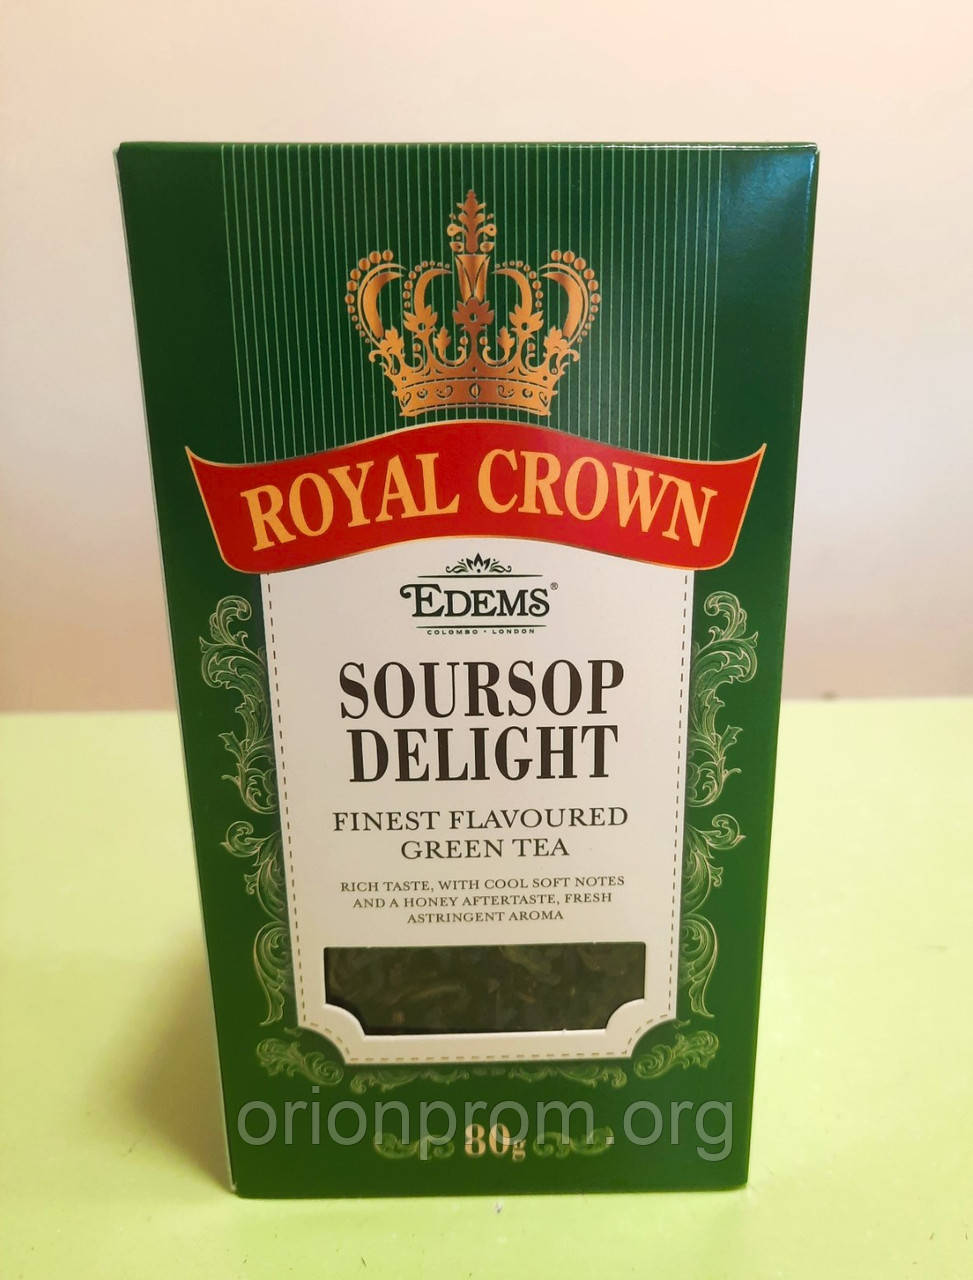 ROYAL CROWN
EDEMS®
COLOMBO • LONDON
SOURSOP
DELIGHT
FINEST FLAVOURED
GREEN TEA
RICH TASTE, WITH COOL SOFT NOTES
AND A HONEY AFTERTASTE, FRESH
ASTRINGENT AROMA
orionprom.org
80g